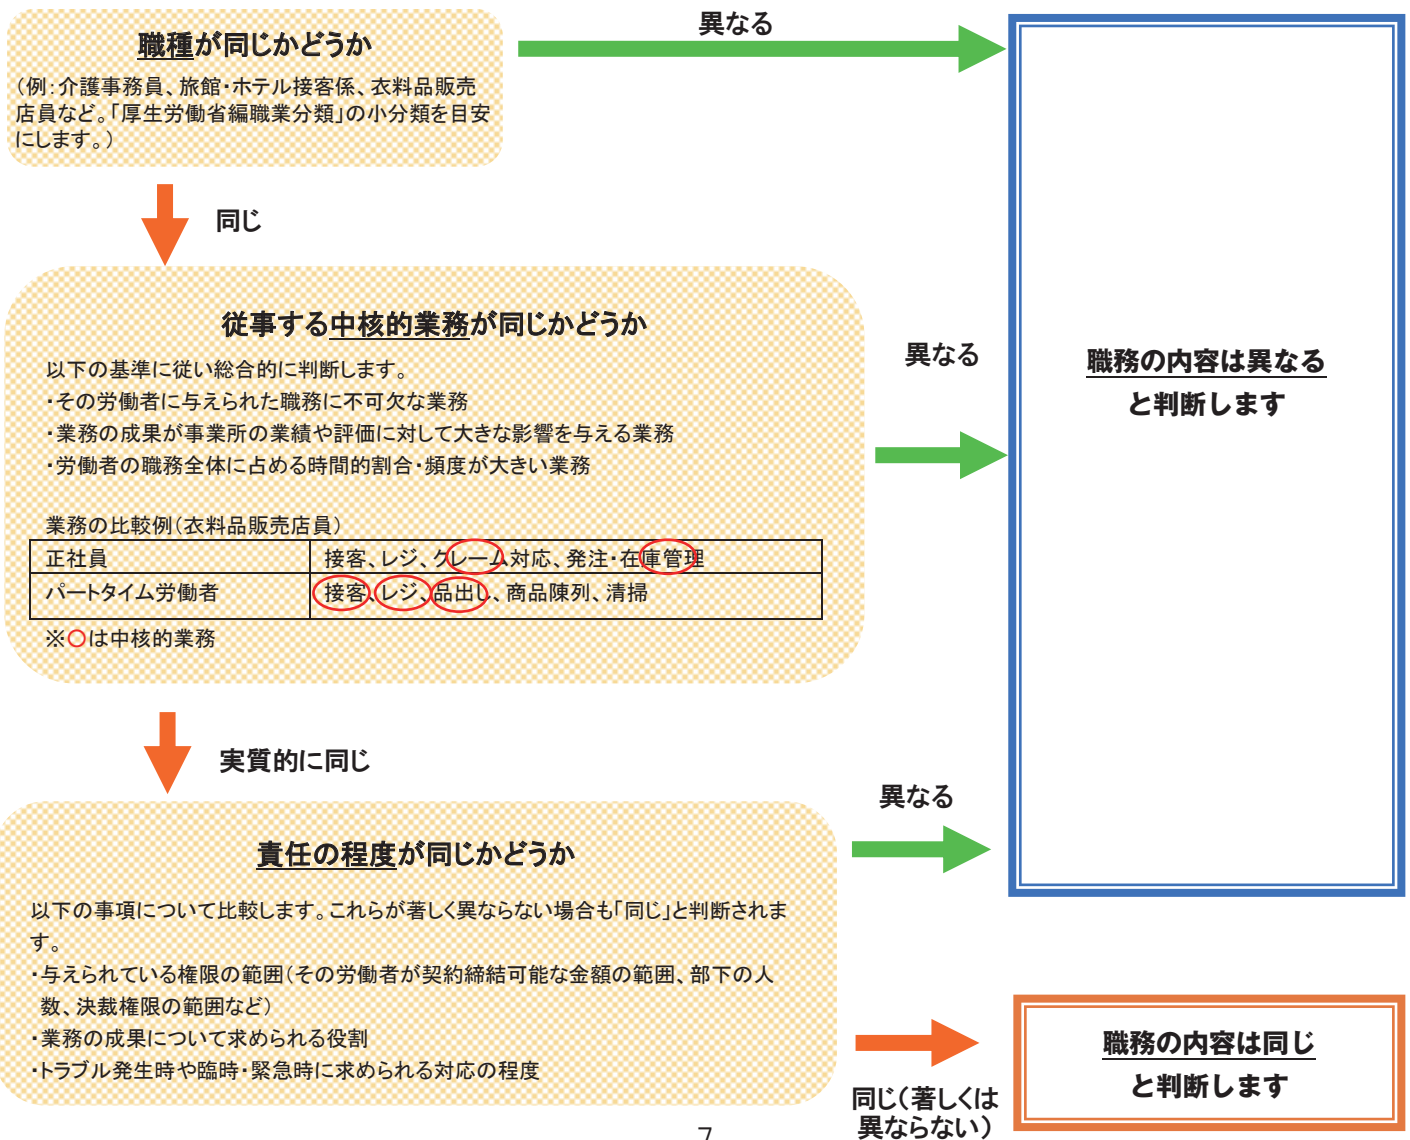 異なる
職種が同じかどうか
（例：介護事務員、旅館・ホテル接客係、衣料品販売
店員など。「厚生労働省編職業分類」の小分類を目安
にします。）
同じ
従事する中核的業務が同じかどうか
以下の基準に従い総合的に判断します。
・その労働者に与えられた職務に不可欠な業務
・業務の成果が事業所の業績や評価に対して大きな影響を与える業務
・労働者の職務全体に占める時間的割合・頻度が大きい業務
業務の比較例（衣料品販売店員）
正社員 接客、レジ、クレーム対応、発注・在庫管理
パートタイム労働者 接客、レジ、品出し、商品陳列、清掃
※○は中核的業務
異なる
職務の内容は異なる
と判断します
実質的に同じ
異なる
責任の程度が同じかどうか
以下の事項について比較します。これらが著しく異ならない場合も「同じ」と判断されま
す。
・与えられている権限の範囲（その労働者が契約締結可能な金額の範囲、部下の人
数、決裁権限の範囲など）
・業務の成果について求められる役割
・トラブル発生時や臨時・緊急時に求められる対応の程度
同じ（著しくは
異ならない）
職務の内容は同じ
と判断します
7